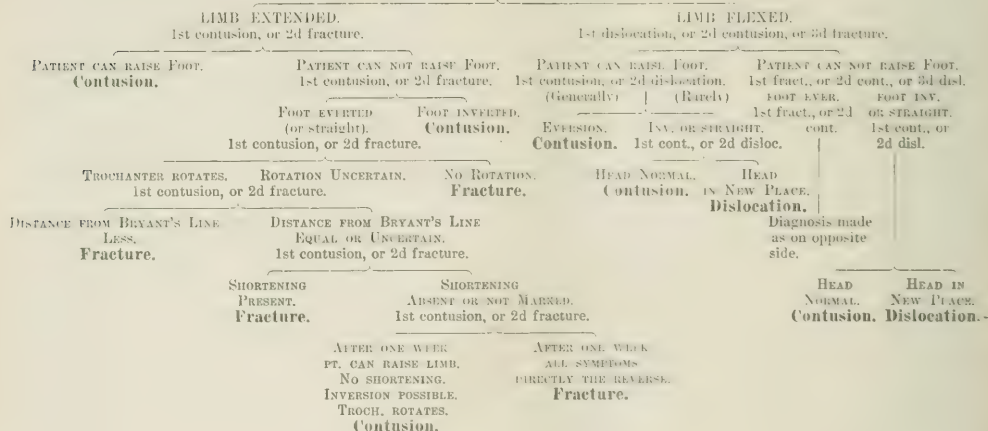 LIMB EXTENDED.
1st contusion, or 2d fracture.
LIMB FLEXED.
1st dislocation, or 2d contusion, or 3d fracture.
PATIENT CAN RAISE FOOT.
Contusion.
PATIENT CAN NOT RAISE FOOT.
1st contusion, or 2d fracture.
PATIENT CAN RAISE FOOT.
1st contusion, or 2d dislocation.
(Generally)
(Rarely)
PATIENT CAN NOT RAISE FOOT.
1st fract., or 2d cont., or 3d disl.
FOOT EVERTED
(or straight).
1st contusion, or 2d fracture.
FOOT INVERTED.
Contusion.
EVERSION.
Contusion.
INV. OR STRAIGHT.
1st cont., or 2d disloc.
FOOT EVER.
1st fract., or 2d
cont.
FOOT INV.
OR STRAIGHT.
1st cont., or
2d disl.
TROCHANTER ROTATES.
ROTATION UNCERTAIN.
1st contusion, or 2d fracture.
NO ROTATION.
Fracture.
HEAD NORMAL.
Contusion.
HEAD
IN NEW PLACE.
Dislocation.
Diagnosis made
as on opposite
side.
DISTANCE FROM BRYANT'S LINE
LESS.
Fracture.
DISTANCE FROM BRYANT'S LINE
EQUAL OR UNCERTAIN.
1st contusion, or 2d fracture.
SHORTENING
PRESENT.
Fracture.
SHORTENING
ABSENT OR NOT MARKED.
1st contusion, or 2d fracture.
HEAD
NORMAL.
Contusion.
HEAD IN
NEW PLACE.
Dislocation.
AFTER ONE WEEK
PT. CAN RAISE LIMB.
NO SHORTENING.
INVERSION POSSIBLE.
TROCH. ROTATES.
Contusion.
AFTER ONE WEEK
ALL SYMPTOMS
DIRECTLY THE REVERSE.
Fracture.